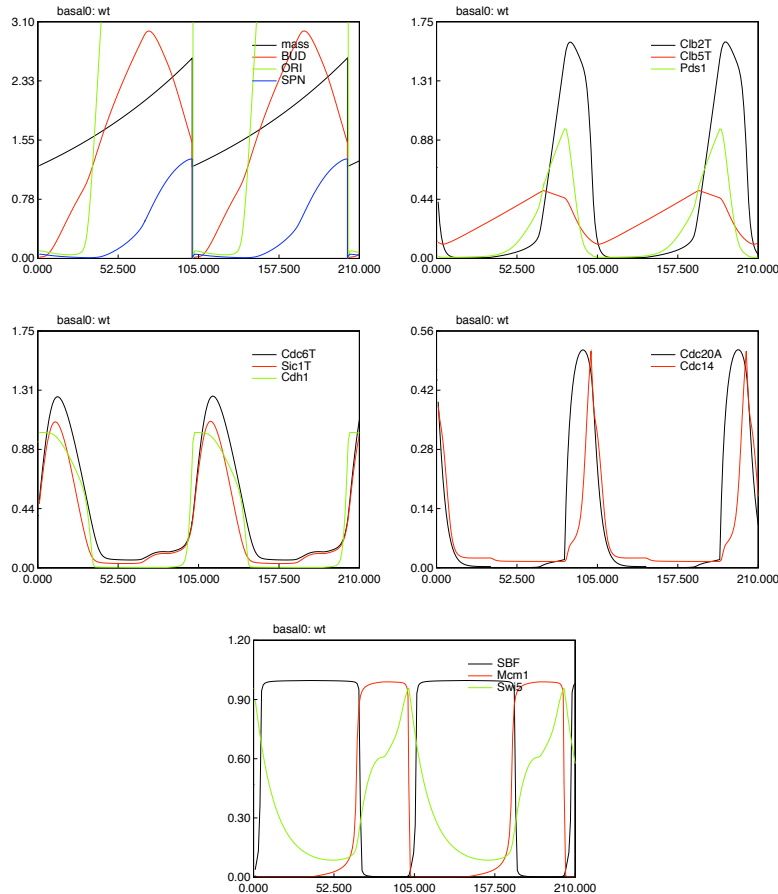 basal0: wt
3.10
2.33
1.55
0.78
0.00
mass
BUD
ORI
SPN
0.000 52.500 105.000 157.500 210.000
basal0: wt
1.75
1.31
0.88
0.44
0.00
Clb2T
Clb5T
Pds1
0.000 52.500 105.000 157.500 210.000
basal0: wt
1.75
1.31
0.88
0.44
0.00
Cdc6T
Sic1T
Cdh1
0.000 52.500 105.000 157.500 210.000
basal0: wt
0.56
0.42
0.28
0.14
0.00
Cdc20A
Cdc14
0.000 52.500 105.000 157.500 210.000
basal0: wt
1.20
0.90
0.60
0.30
0.00
SBF
Mcm1
Swi5
0.000 52.500 105.000 157.500 210.000